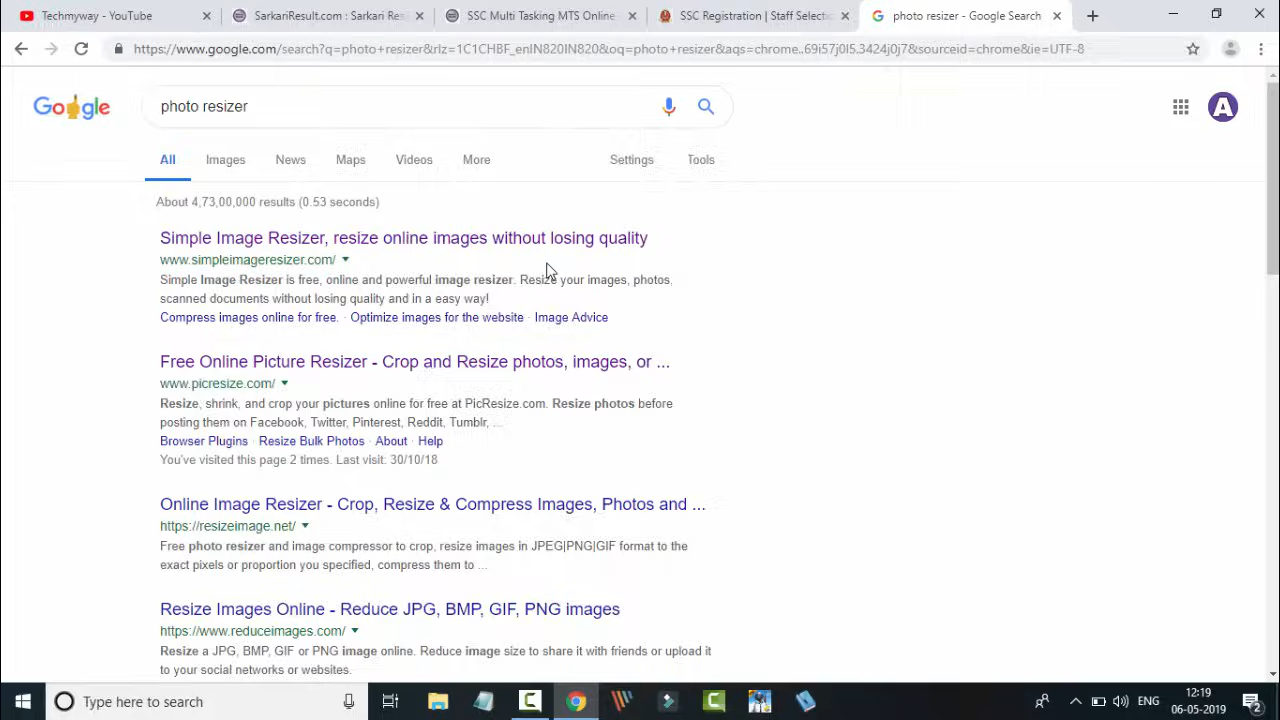 Techmyway - YouTube
SarkariResult.com : Sarkari Res
SSC Multi Tasking MTS Online
SSC Registration | Staff Selectio
photo resizer - Google Search
https://www.google.com/search?q=photo+resizer&rlz=1C1CHBF_enIN820IN820&oq=photo+resizer&aqs=chrome..69i57j0l5.3424j0j7&sourceid=chrome&ie=UTF-8
Google
photo resizer
A
All Images News Maps Videos More Settings Tools
About 4,73,00,000 results (0.53 seconds)
Simple Image Resizer, resize online images without losing quality
www.simpleimageresizer.com/
Simple Image Resizer is free, online and powerful image resizer. Resize your images, photos,
scanned documents without losing quality and in a easy way!
Compress images online for free. · Optimize images for the website · Image Advice
Free Online Picture Resizer - Crop and Resize photos, images, or ...
www.picresize.com/
Resize, shrink, and crop your pictures online for free at PicResize.com. Resize photos before
posting them on Facebook, Twitter, Pinterest, Reddit, Tumblr, ...
Browser Plugins · Resize Bulk Photos · About · Help
You've visited this page 2 times. Last visit: 30/10/18
Online Image Resizer - Crop, Resize & Compress Images, Photos and ...
https://resizeimage.net/
Free photo resizer and image compressor to crop, resize images in JPEG|PNG|GIF format to the
exact pixels or proportion you specified, compress them to ...
Resize Images Online - Reduce JPG, BMP, GIF, PNG images
https://www.reduceimages.com/
Resize a JPG, BMP, GIF or PNG image online. Reduce image size to share it with friends or upload it
to your social networks or websites.
Type here to search
ENG
12:19
06-05-2019
2